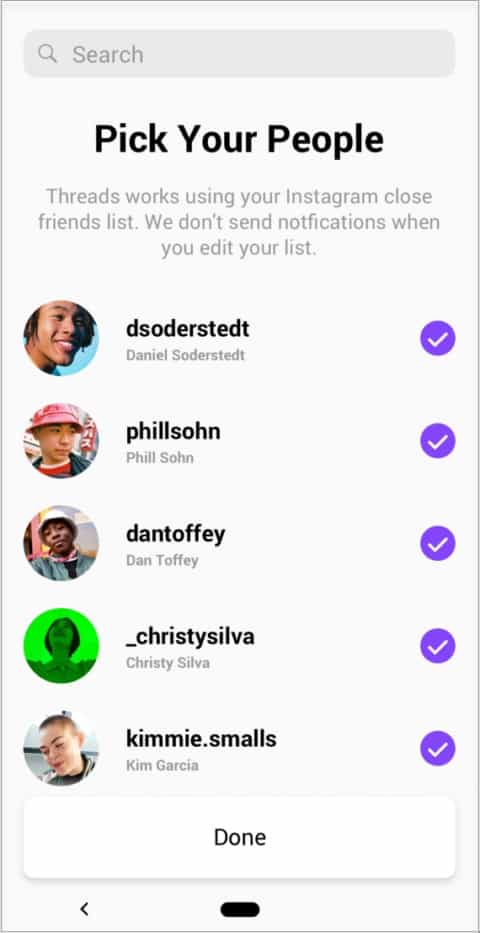 Search
Pick Your People
Threads works using your Instagram close
friends list. We don't send notfications when
you edit your list.
dsoderstedt
Daniel Soderstedt
phillsohn
Phill Sohn
dantoffey
Dan Toffey
_christysilva
Christy Silva
kimmie.smalls
Kim Garcia
Done